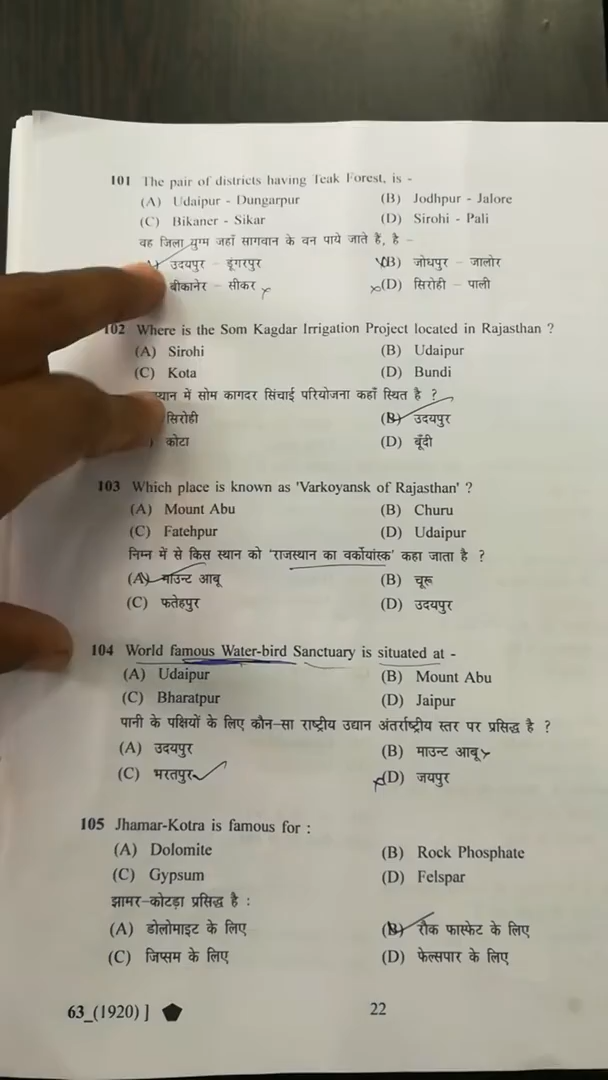 101 The pair of districts having Teak Forest, is -
(A) Udaipur - Dungarpur (B) Jodhpur - Jalore
(C) Bikaner - Sikar (D) Sirohi - Pali
वह जिला युग्म जहाँ सागवान के वन पाये जाते हैं, है -
उदयपुर - डूंगरपुर (B) जोधपुर - जालोर
बीकानेर - सीकर (D) सिरोही - पाली
102 Where is the Som Kagdar Irrigation Project located in Rajasthan ?
(A) Sirohi (B) Udaipur
(C) Kota (D) Bundi
में सोम कागदर सिंचाई परियोजना कहाँ स्थित है ?
सिरोही (B) उदयपुर
कोटा (D) बूँदी
103 Which place is known as 'Varkoyansk of Rajasthan' ?
(A) Mount Abu (B) Churu
(C) Fatehpur (D) Udaipur
निम्न में से किस स्थान को 'राजस्थान का वर्कोयांस्क' कहा जाता है ?
(A) माउन्ट आबू (B) चूरू
(C) फतेहपुर (D) उदयपुर
104 World famous Water-bird Sanctuary is situated at -
(A) Udaipur (B) Mount Abu
(C) Bharatpur (D) Jaipur
पानी के पक्षियों के लिए कौन-सा राष्ट्रीय उद्यान अंतर्राष्ट्रीय स्तर पर प्रसिद्ध है ?
(A) उदयपुर (B) माउन्ट आबू
(C) भरतपुर (D) जयपुर
105 Jhamar-Kotra is famous for :
(A) Dolomite (B) Rock Phosphate
(C) Gypsum (D) Felspar
झामर-कोटड़ा प्रसिद्ध है :
(A) डोलोमाइट के लिए (B) रौक फास्फेट के लिए
(C) जिप्सम के लिए (D) फेल्सपार के लिए
63_(1920) ] 22